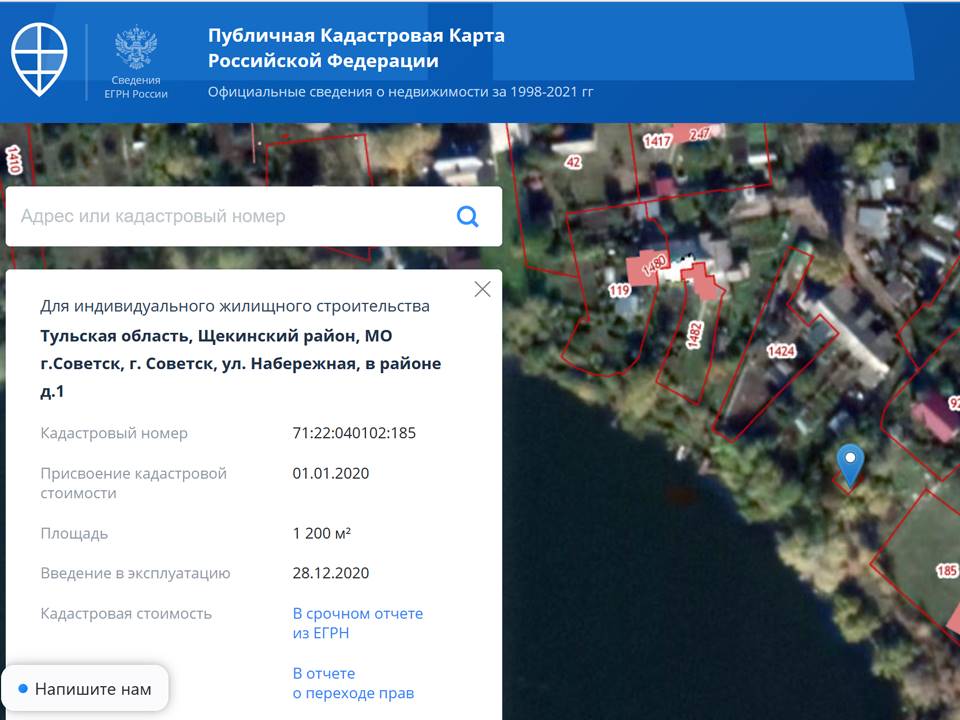 Публичная Кадастровая Карта
Российской Федерации
Сведения
ЕГРН России
Официальные сведения о недвижимости за 1998-2021 гг
1410
42
1417
247
Адрес или кадастровый номер
1480
119
1482
1424
92
185
Для индивидуального жилищного строительства
Тульская область, Щекинский район, МО
г.Советск, г. Советск, ул. Набережная, в районе
д.1
Кадастровый номер 71:22:040102:185
Присвоение кадастровой 01.01.2020
стоимости
Площадь 1 200 м²
Введение в эксплуатацию 28.12.2020
Кадастровая стоимость В срочном отчете
из ЕГРН
В отчете
о переходе прав
Напишите нам